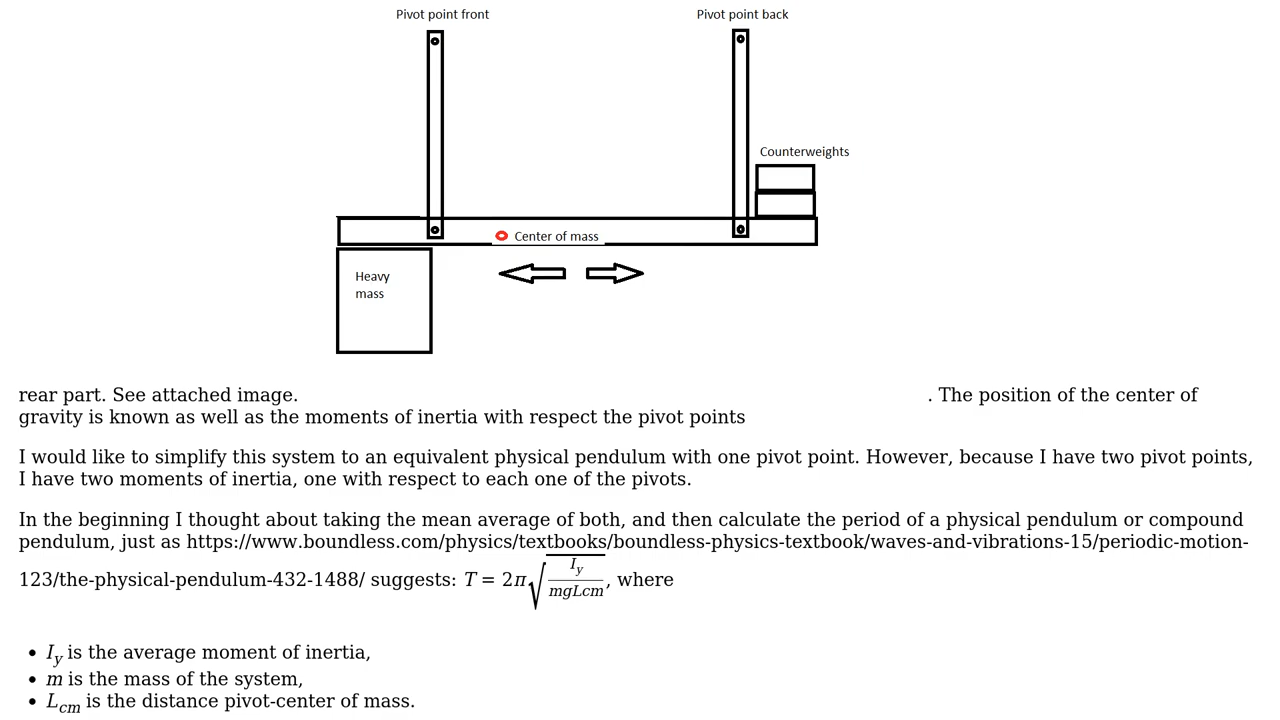 Pivot point front
Pivot point back
Counterweights
Center of mass
Heavy
mass
rear part. See attached image. . The position of the center of
gravity is known as well as the moments of inertia with respect the pivot points
I would like to simplify this system to an equivalent physical pendulum with one pivot point. However, because I have two pivot points,
I have two moments of inertia, one with respect to each one of the pivots.
In the beginning I thought about taking the mean average of both, and then calculate the period of a physical pendulum or compound
pendulum, just as https://www.boundless.com/physics/textbooks/boundless-physics-textbook/waves-and-vibrations-15/periodic-motion-
123/the-physical-pendulum-432-1488/ suggests: T = 2π√(I_y/mgLcm), where
• I_y is the average moment of inertia,
• m is the mass of the system,
• L_cm is the distance pivot-center of mass.